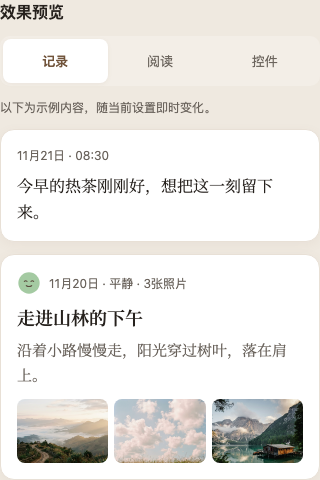 效果预览
记录
阅读
控件
以下为示例内容，随当前设置即时变化。
11月21日 · 08:30
今早的热茶刚刚好，想把这一刻留下
来。
11月20日 · 平静 · 3张照片
走进山林的下午
沿着小路慢慢走，阳光穿过树叶，落在肩
上。